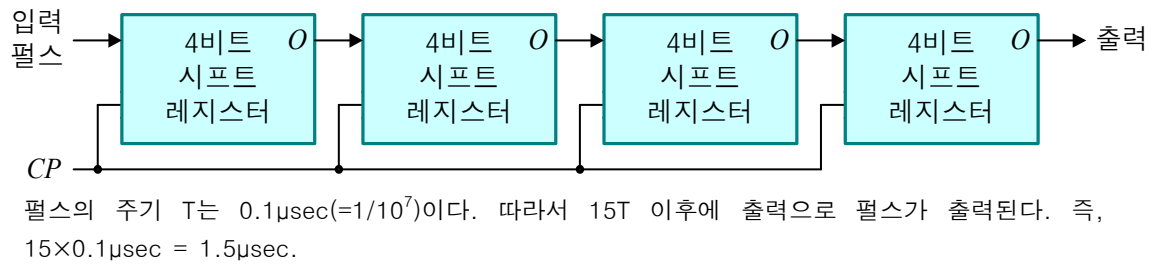 입력
펄스
4비트 O
시프트
레지스터
4비트 O
시프트
레지스터
4비트 O
시프트
레지스터
4비트 O
시프트
레지스터
출력
CP
펄스의 주기 T는 0.1μsec(=1/10⁷)이다. 따라서 15T 이후에 출력으로 펄스가 출력된다. 즉,
15×0.1μsec = 1.5μsec.